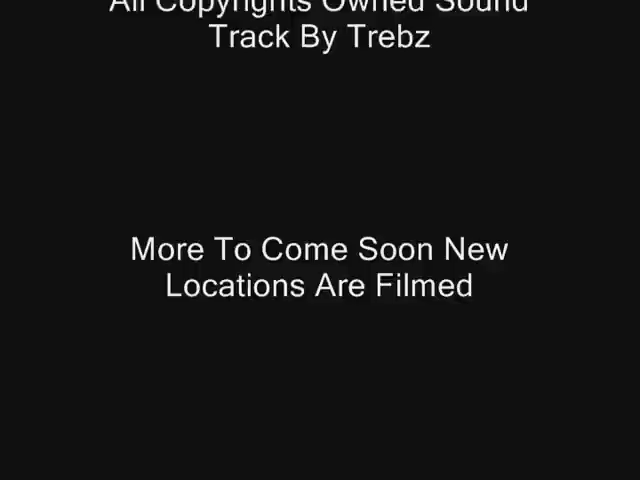 All Copyrights Owned Sound
Track By Trebz
More To Come Soon New
Locations Are Filmed